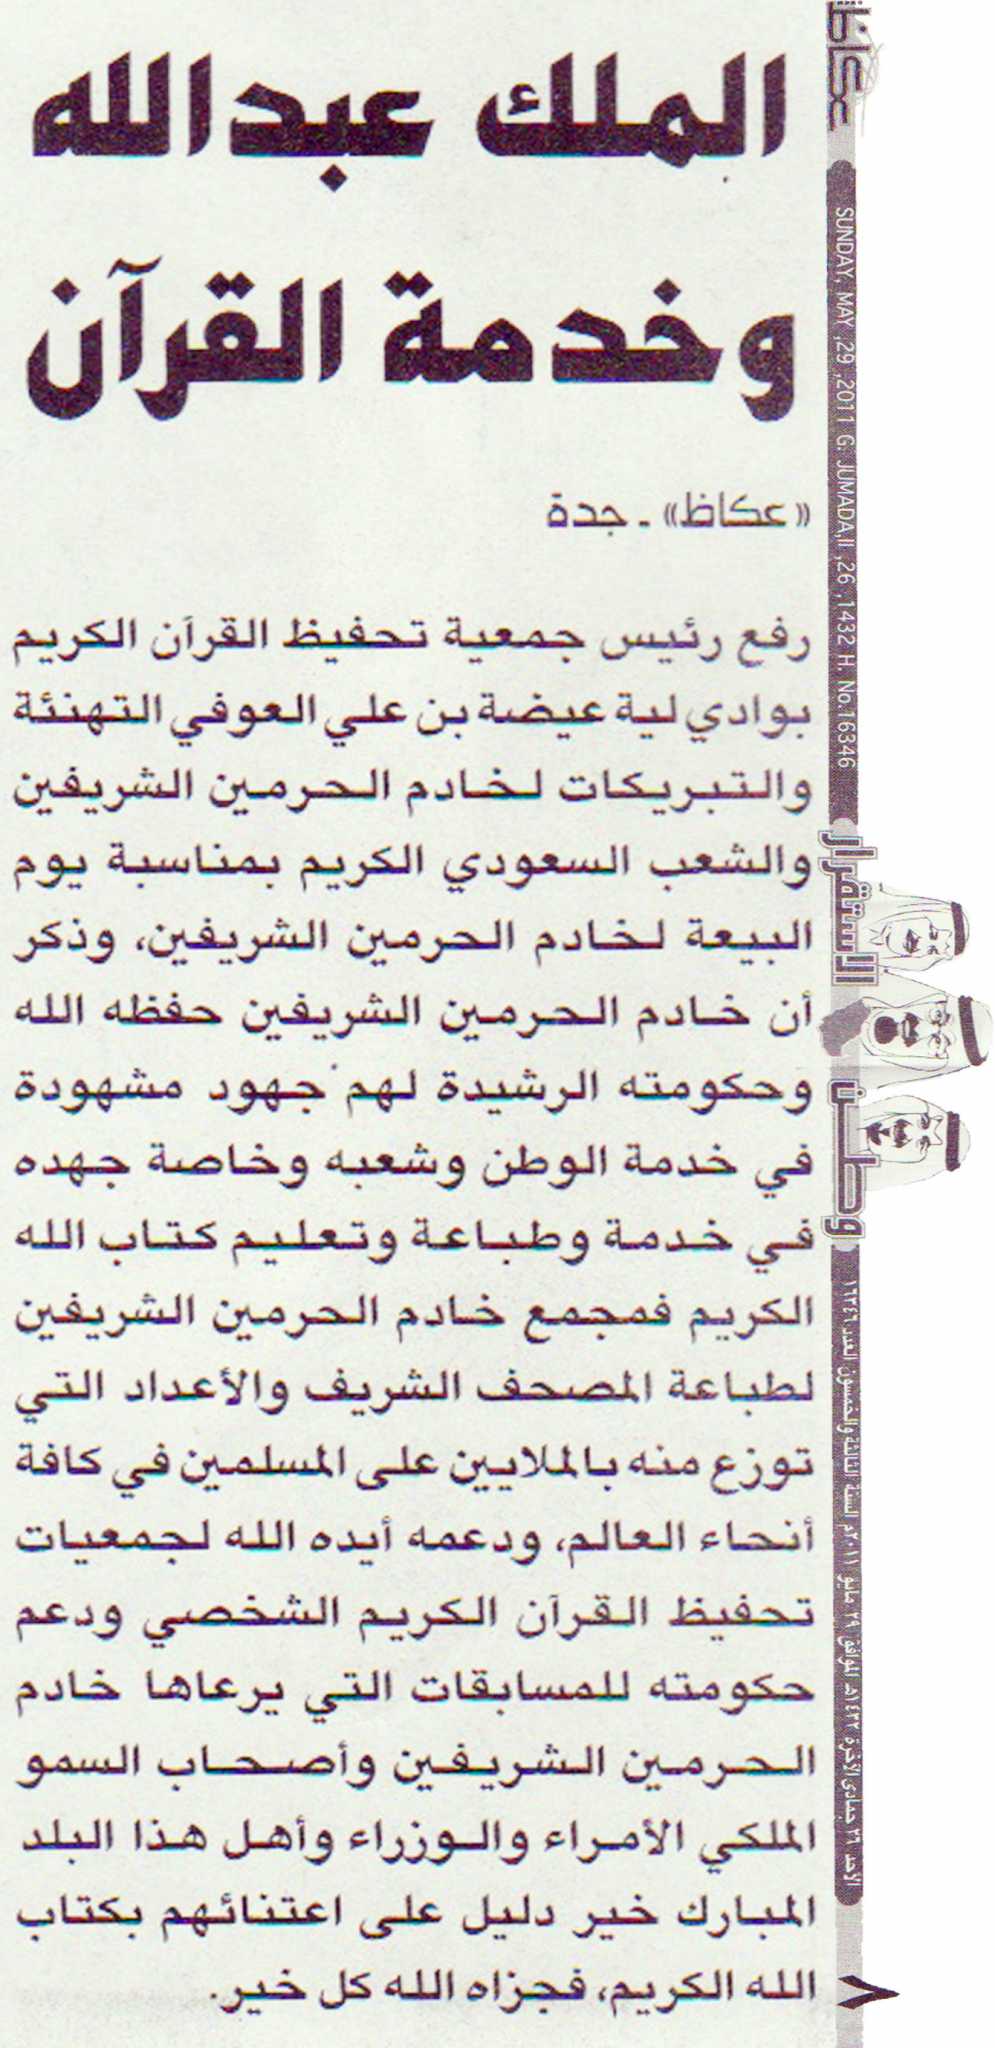 الملك عبدالله
وخدمة القرآن
«عكاظ» ـ جدة
رفع رئيس جمعية تحفيظ القرآن الكريم
بوادي لية عيضة بن علي العوفي التهنئة
والتبريكات لخادم الحرمين الشريفين
والشعب السعودي الكريم بمناسبة يوم
البيعة لخادم الحرمين الشريفين، وذكر
أن خادم الحرمين الشريفين حفظه الله
وحكومته الرشيدة لهم جهود مشهودة
في خدمة الوطن وشعبه وخاصة جهده
في خدمة وطباعة وتعليم كتاب الله
الكريم فمجمع خادم الحرمين الشريفين
لطباعة المصحف الشريف والأعداد التي
توزع منه بالملايين على المسلمين في كافة
أنحاء العالم، ودعمه أيده الله لجمعيات
تحفيظ القرآن الكريم الشخصي ودعم
حكومته للمسابقات التي يرعاها خادم
الحرمين الشريفين وأصحاب السمو
الملكي الأمراء والوزراء وأهل هذا البلد
المبارك خير دليل على اعتنائهم بكتاب
الله الكريم، فجزاه الله كل خير.
عكاظ
SUNDAY, MAY ,29 ,2011 G. JUMADA,II ,26 ,1432 H. No.16346
استقرار وطن
الأحد ٢٦ جمادى الآخرة ١٤٣٢هـ الموافق ٢٩ مايو ٢٠١١م السنة الثالثة والخمسون العدد ١٦٣٤٦
٧